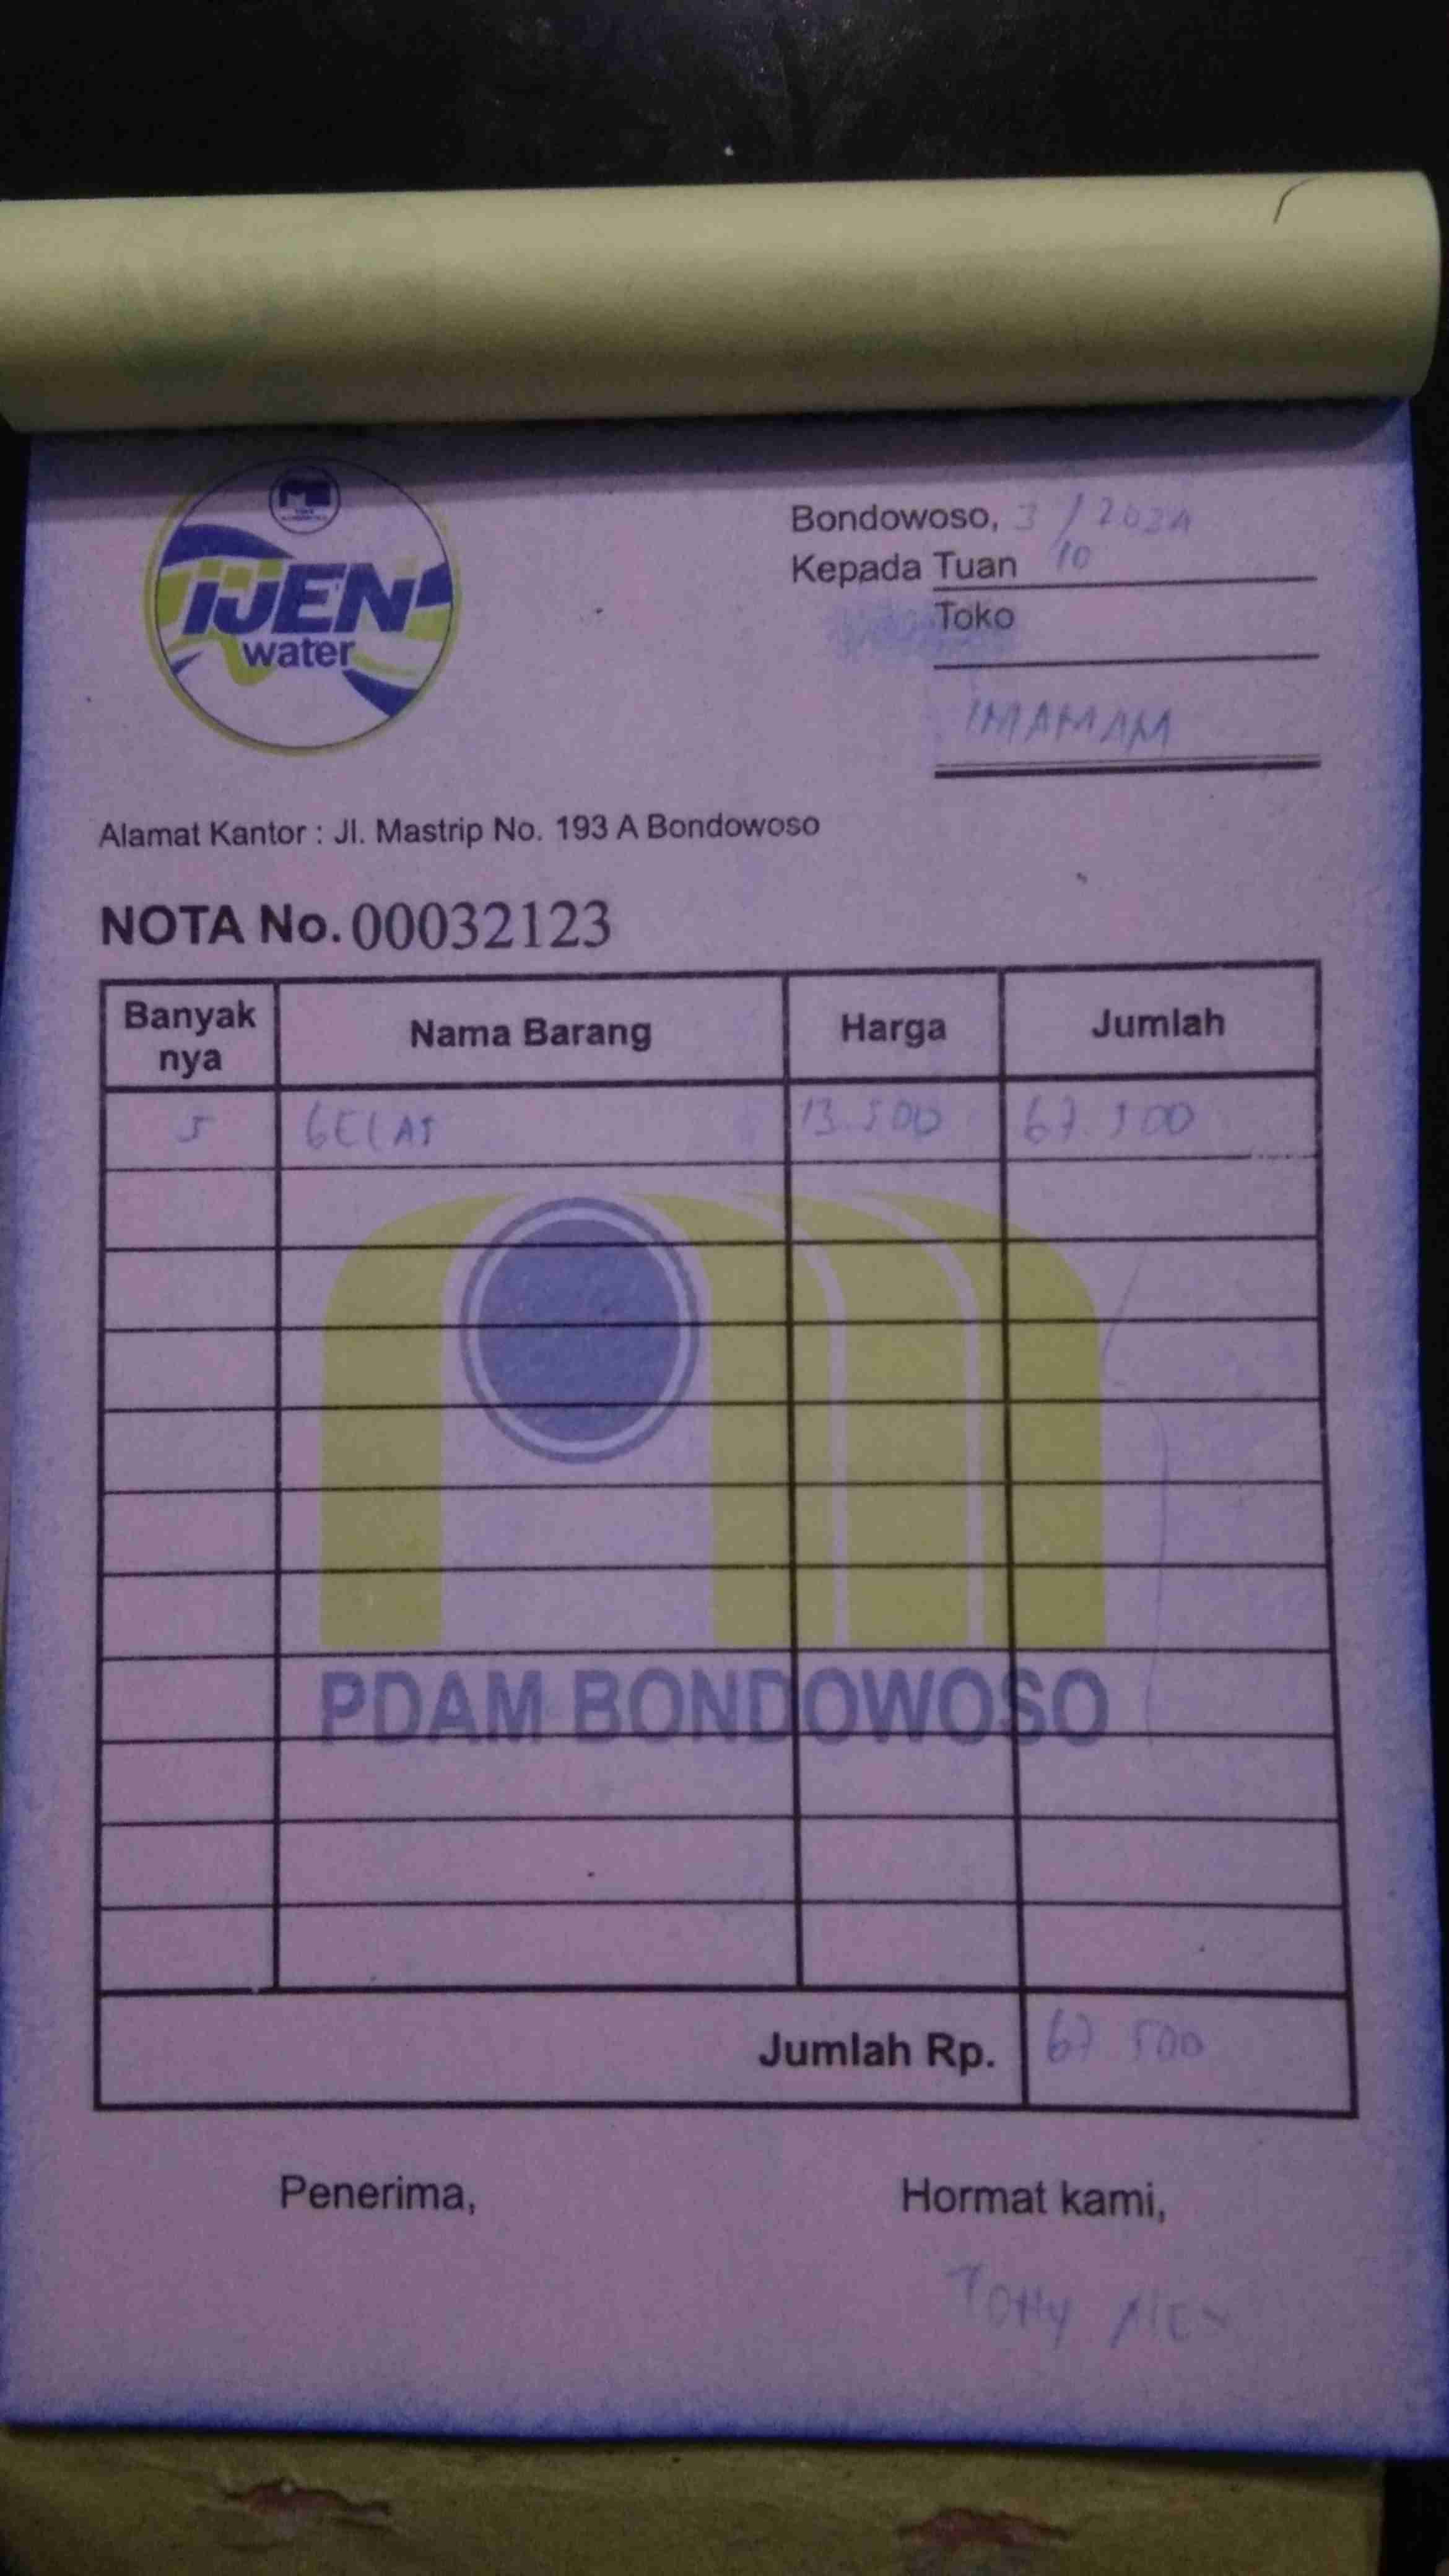 IJEN
water
Bondowoso, 3/10 2024
Kepada Tuan
Toko
IMAMAM
Alamat Kantor : Jl. Mastrip No. 193 A Bondowoso
NOTA No. 00032123
Banyak nya Nama Barang Harga Jumlah
5 GELAS 13.500 67.500
PDAM BONDOWOSO
Jumlah Rp. 67.500
Penerima, Hormat kami,